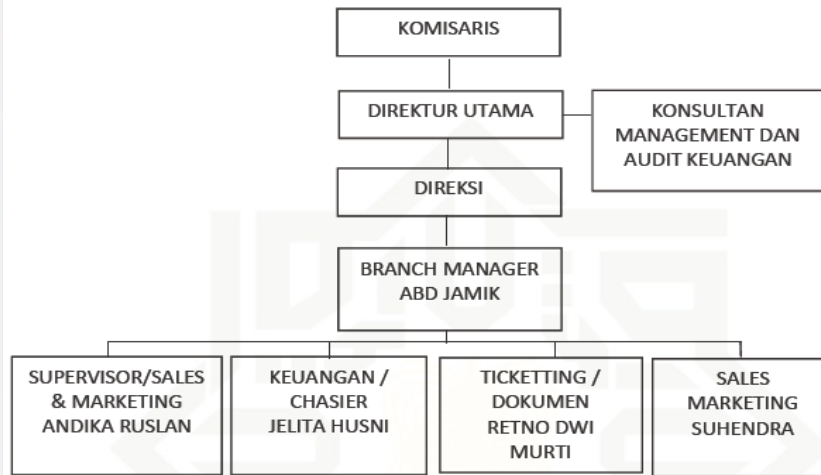 KOMISARIS
DIREKTUR UTAMA
KONSULTAN
MANAGEMENT DAN
AUDIT KEUANGAN
DIREKSI
BRANCH MANAGER
ABD JAMIK
SUPERVISOR/SALES
& MARKETING
ANDIKA RUSLAN
KEUANGAN /
CHASIER
JELITA HUSNI
TICKETTING /
DOKUMEN
RETNO DWI
MURTI
SALES
MARKETING
SUHENDRA